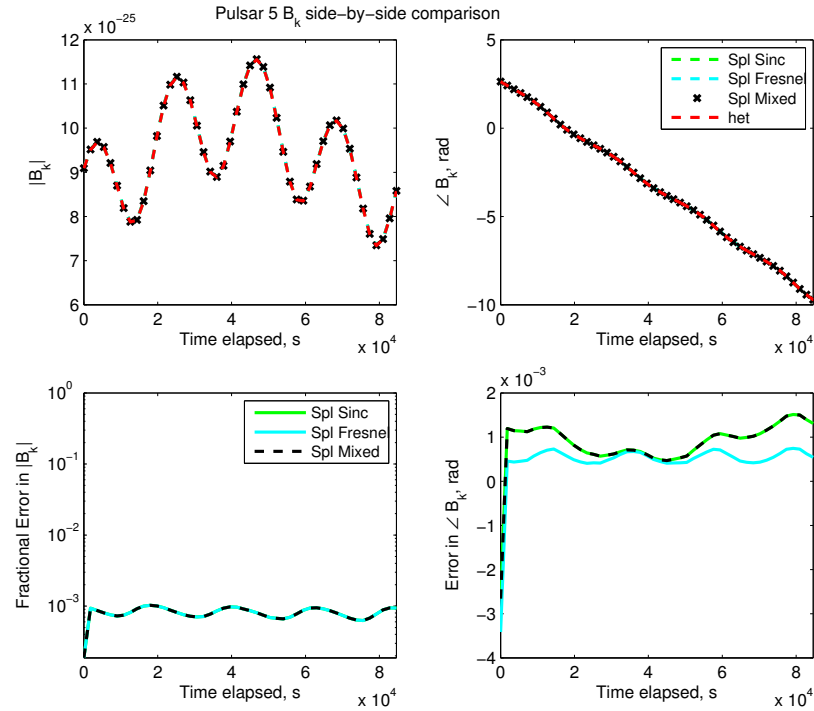 Pulsar 5 B_k side−by−side comparison
x 10^−25
12
11
10
9
8
7
6
|B_k|
0 2 4 6 8
Time elapsed, s
x 10^4
5
0
−5
−10
∠ B_k, rad
Spl Sinc
Spl Fresnel
Spl Mixed
het
0 2 4 6 8
Time elapsed, s
x 10^4
10^0
10^−1
10^−2
10^−3
Fractional Error in |B_k|
Spl Sinc
Spl Fresnel
Spl Mixed
0 2 4 6 8
Time elapsed, s
x 10^4
x 10^−3
2
1
0
−1
−2
−3
−4
Error in ∠ B_k, rad
0 2 4 6 8
Time elapsed, s
x 10^4